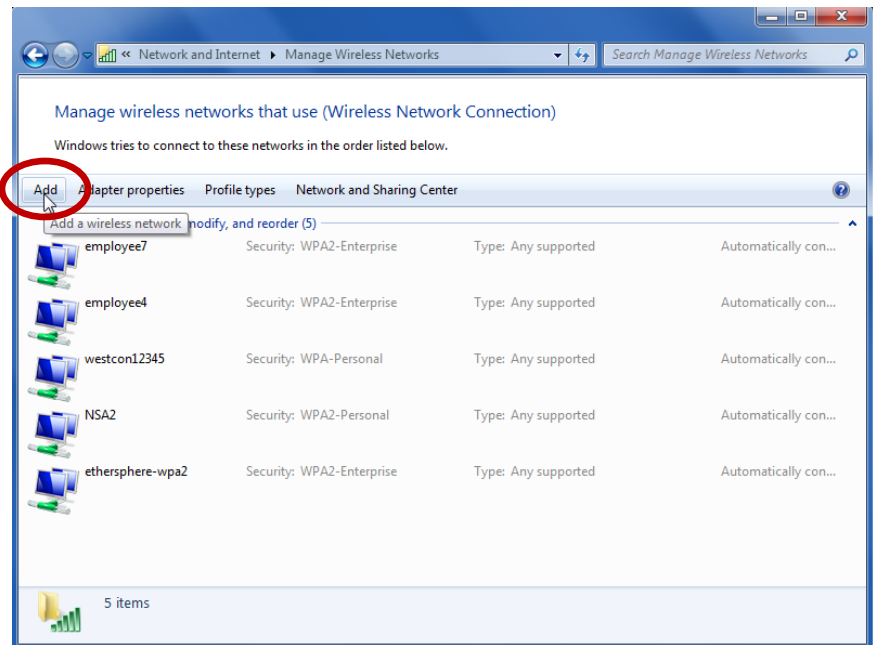 « Network and Internet ▸ Manage Wireless Networks Search Manage Wireless Networks
Manage wireless networks that use (Wireless Network Connection)
Windows tries to connect to these networks in the order listed below.
Add Adapter properties Profile types Network and Sharing Center
Add a wireless network modify, and reorder (5)
employee7 Security: WPA2-Enterprise Type: Any supported Automatically con...
employee4 Security: WPA2-Enterprise Type: Any supported Automatically con...
westcon12345 Security: WPA-Personal Type: Any supported Automatically con...
NSA2 Security: WPA2-Personal Type: Any supported Automatically con...
ethersphere-wpa2 Security: WPA2-Enterprise Type: Any supported Automatically con...
5 items